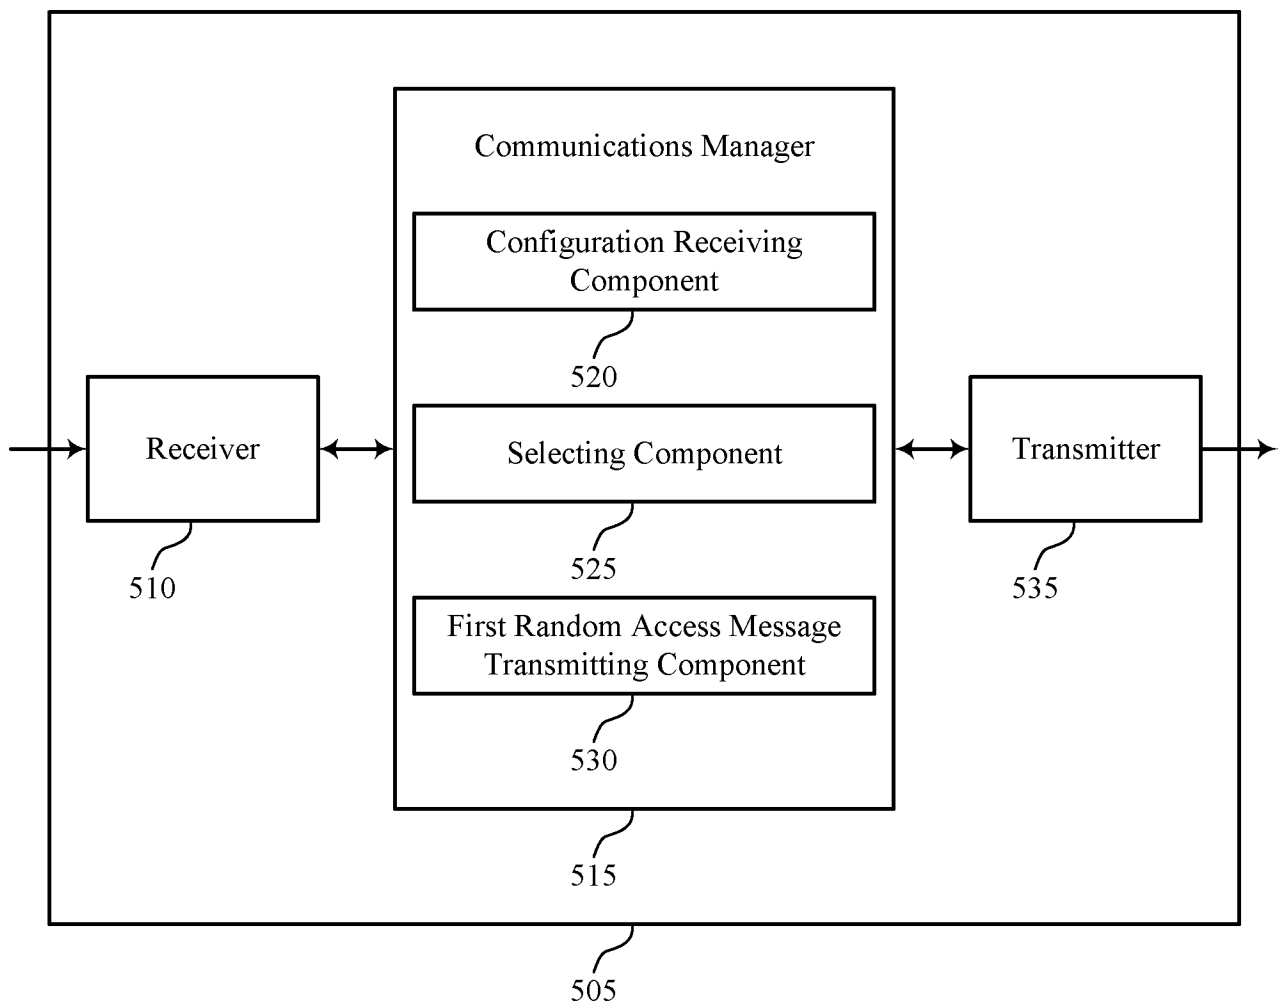 Communications Manager
Configuration Receiving
Component
520
Receiver
510
Selecting Component
525
Transmitter
535
First Random Access Message
Transmitting Component
530
515
505